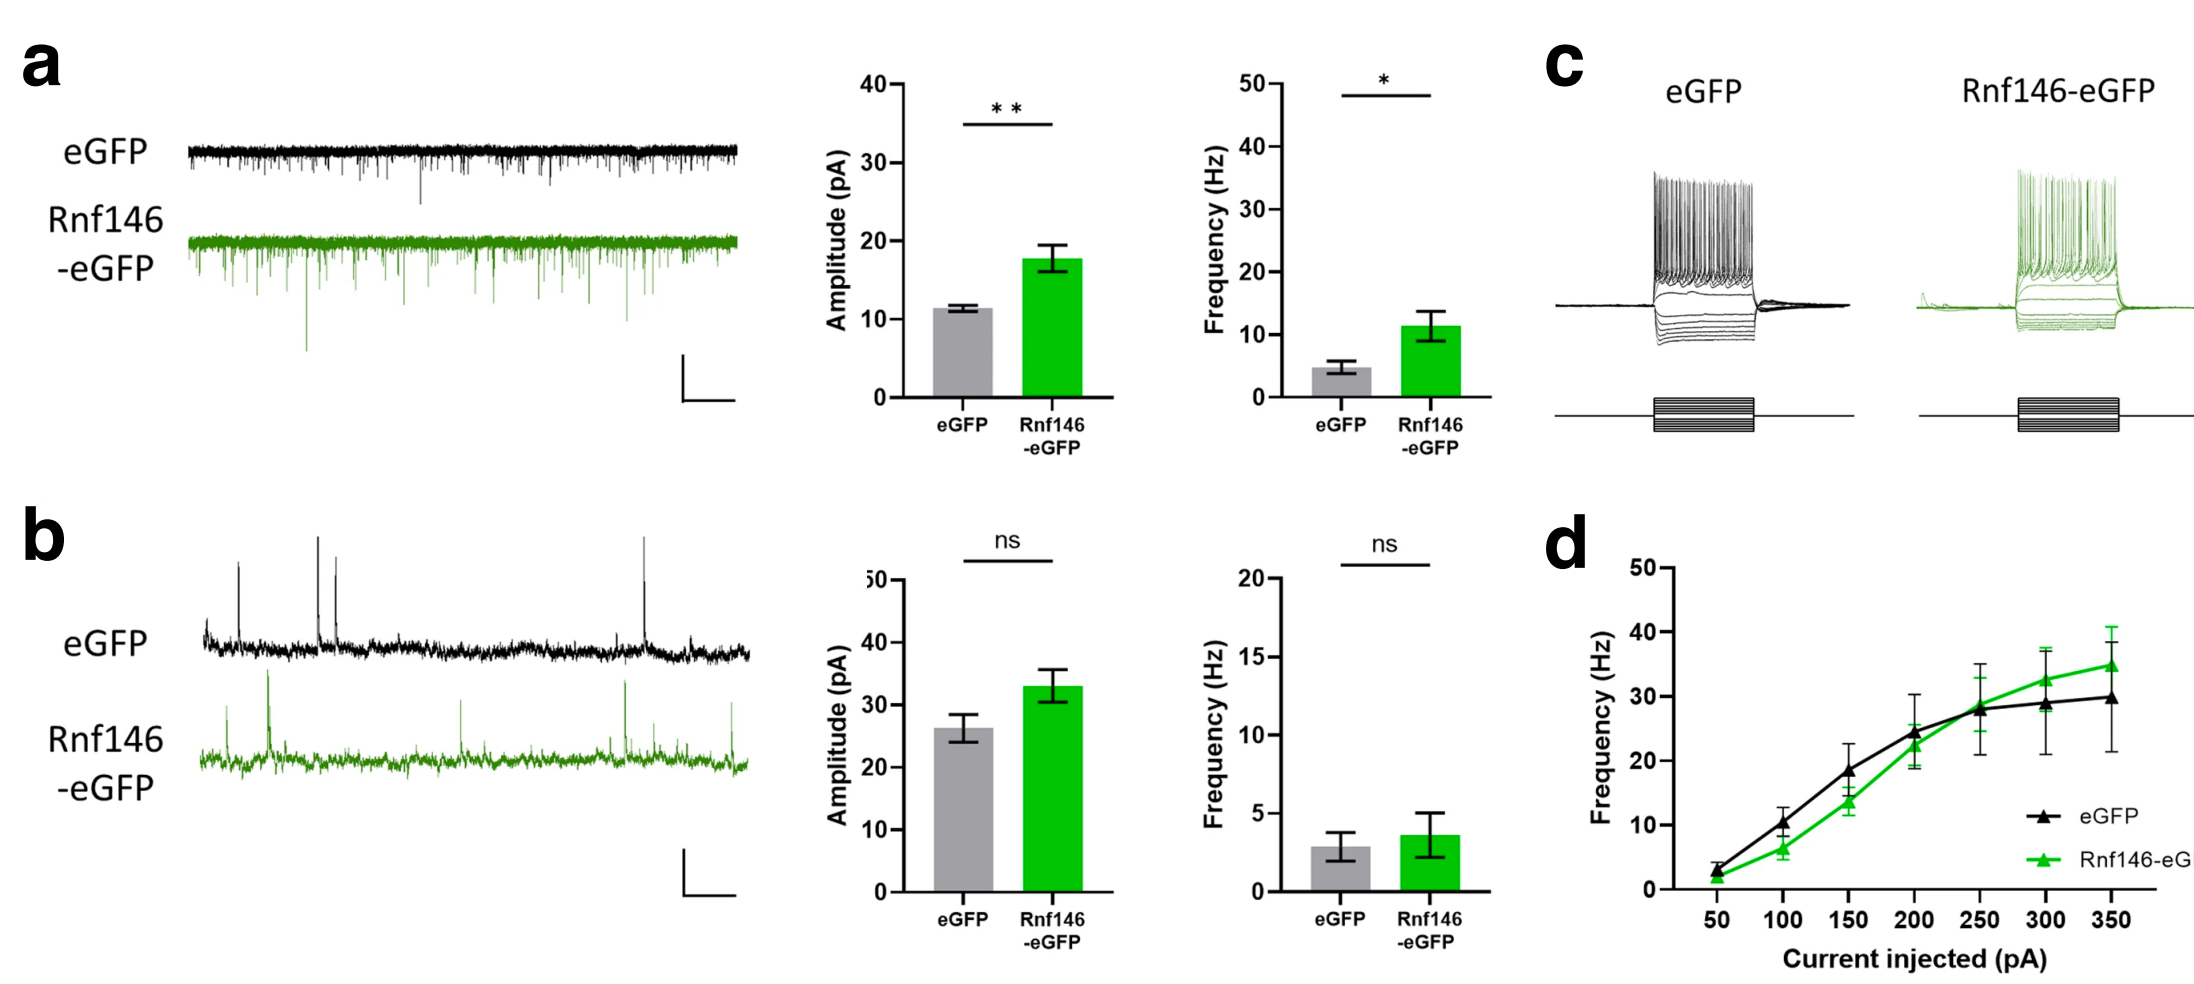 a
eGFP
Rnf146
-eGFP
Amplitude (pA)
40
30
20
10
0
**
eGFP
Rnf146
-eGFP
Frequency (Hz)
50
40
30
20
10
0
*
eGFP
Rnf146
-eGFP
b
eGFP
Rnf146
-eGFP
Amplitude (pA)
50
40
30
20
10
0
ns
eGFP
Rnf146
-eGFP
Frequency (Hz)
20
15
10
5
0
ns
eGFP
Rnf146
-eGFP
c
eGFP
Rnf146-eGFP
d
Frequency (Hz)
50
40
30
20
10
0
eGFP
Rnf146-eG
50 100 150 200 250 300 350
Current injected (pA)